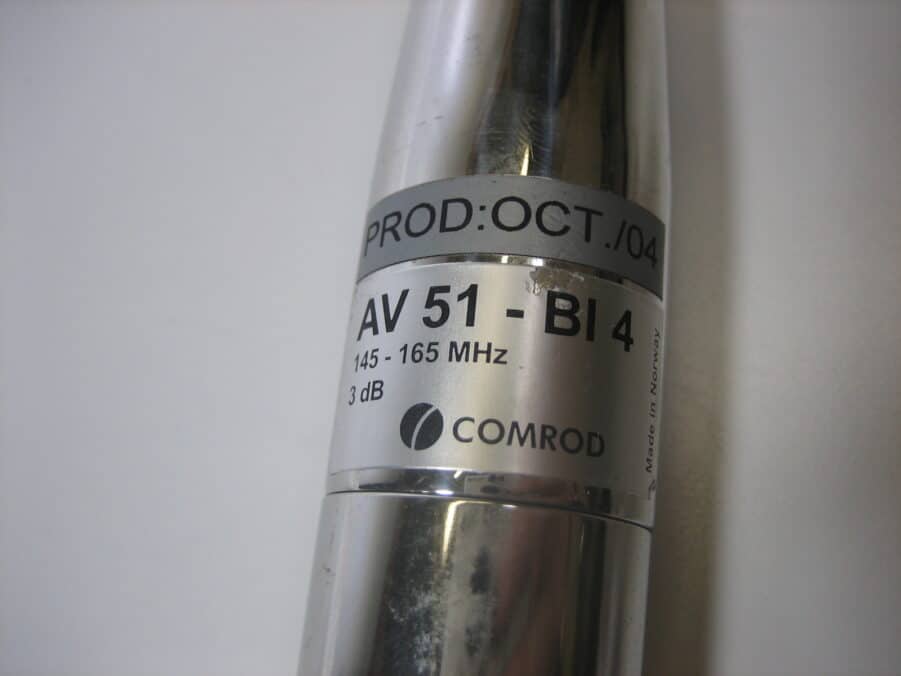 PROD:OCT./04
AV 51 - BI 4
145 - 165 MHz
3 dB
COMROD
Made in Norway